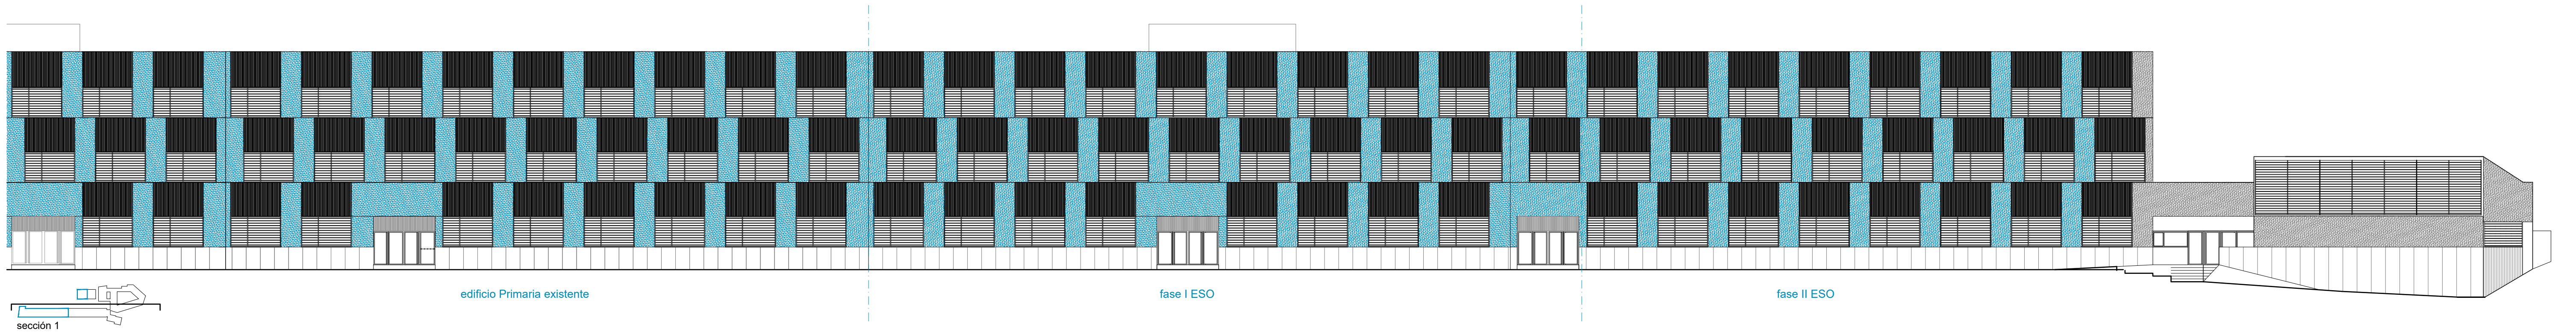 edificio Primaria existente
fase I ESO
fase II ESO
sección 1